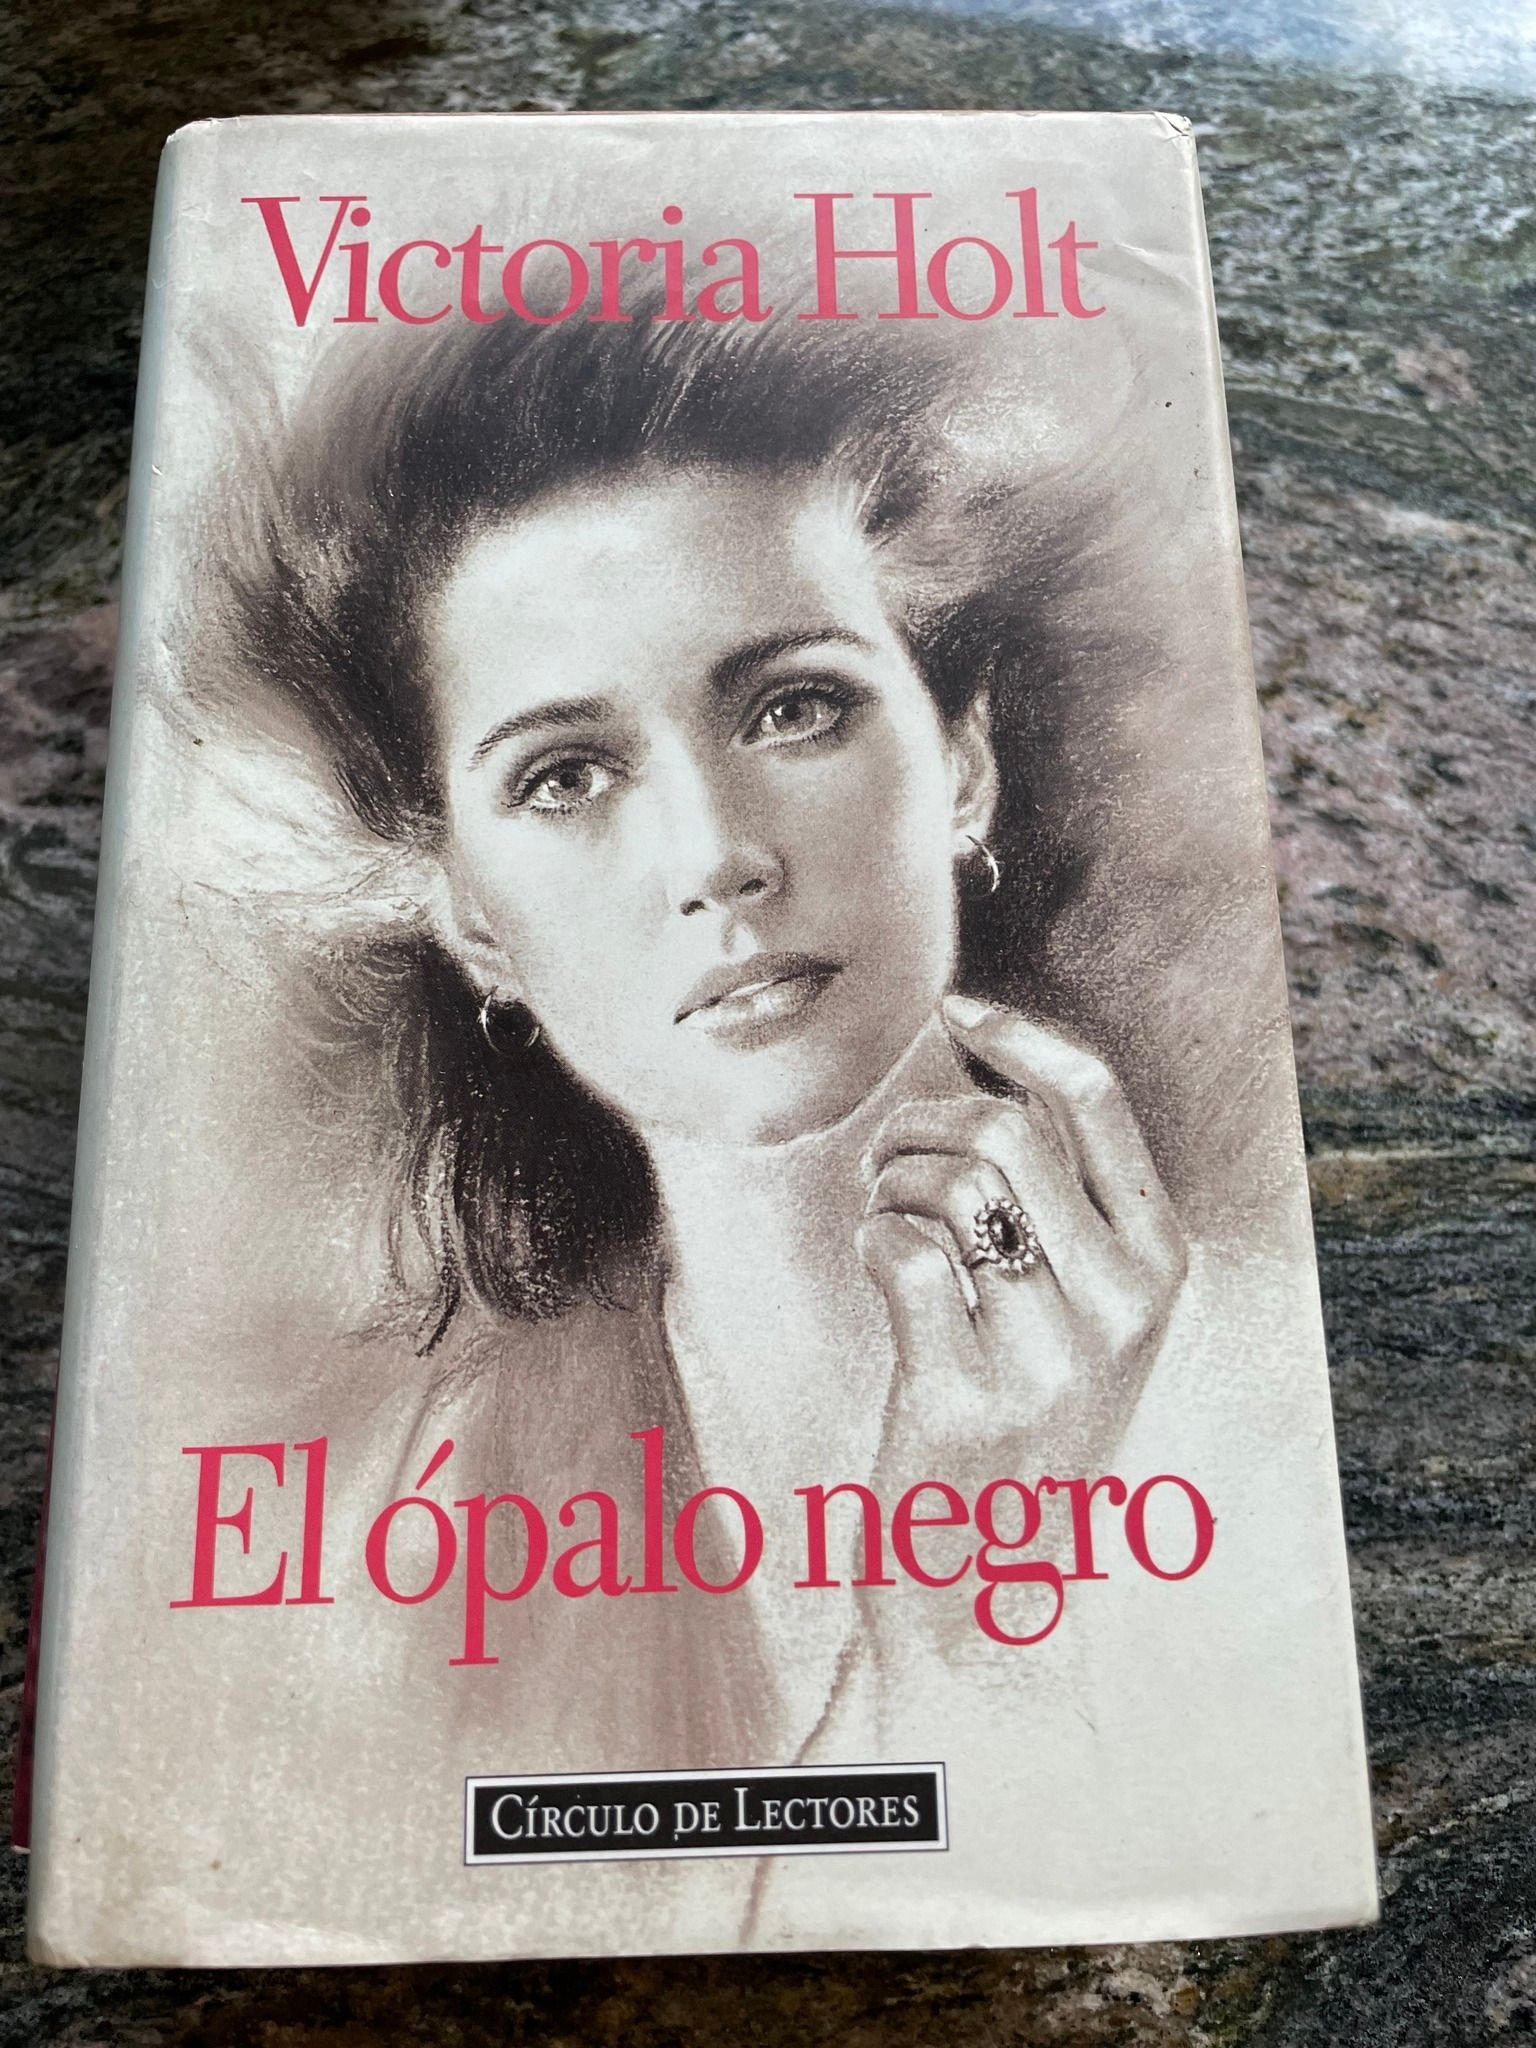 Victoria Holt
El ópalo negro
CÍRCULO DE LECTORES